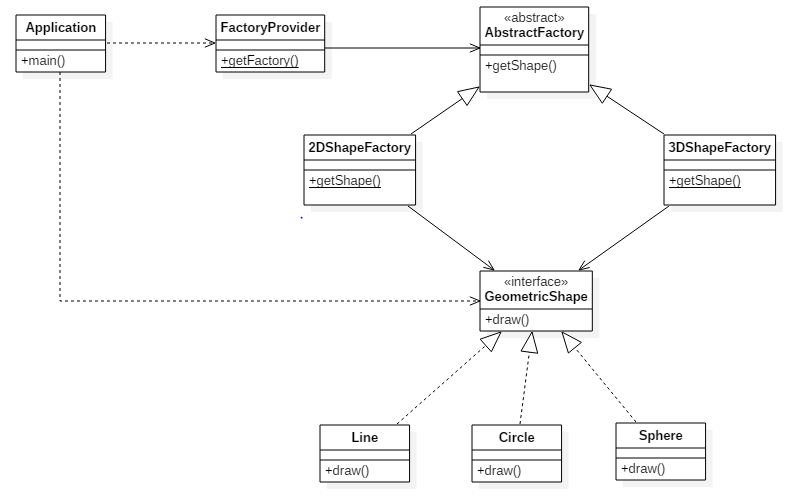 Application
+main()
FactoryProvider
+getFactory()
«abstract»
AbstractFactory
+getShape()
2DShapeFactory
+getShape()
3DShapeFactory
+getShape()
«interface»
GeometricShape
+draw()
Line
+draw()
Circle
+draw()
Sphere
+draw()